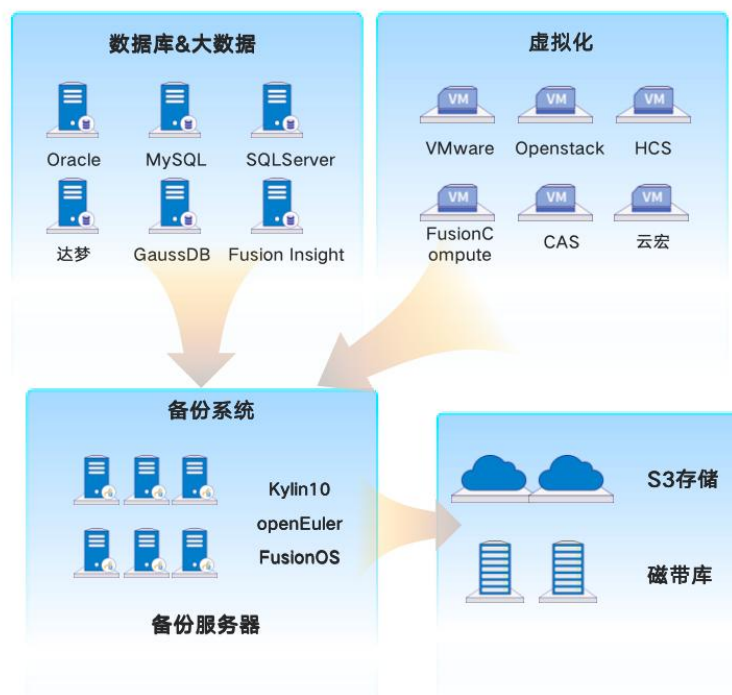 数据库&大数据
Oracle
MySQL
SQLServer
达梦
GaussDB
Fusion Insight
虚拟化
VM
VM
VM
VMware
Openstack
HCS
VM
VM
VM
FusionC
ompute
CAS
云宏
备份系统
Kylin10
openEuler
FusionOS
备份服务器
S3存储
磁带库